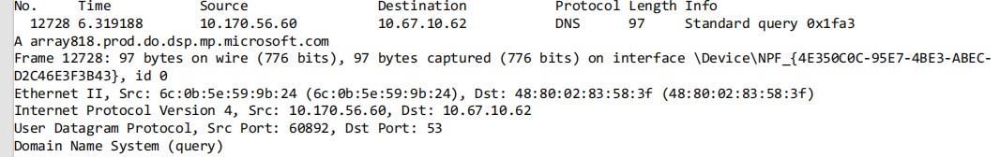 No. Time Source Destination Protocol Length Info
12728 6.319188 10.170.56.60 10.67.10.62 DNS 97 Standard query 0x1fa3
A array818.prod.do.dsp.mp.microsoft.com
Frame 12728: 97 bytes on wire (776 bits), 97 bytes captured (776 bits) on interface \Device\NPF_{4E350C0C-95E7-4BE3-ABEC-
D2C46E3F3B43}, id 0
Ethernet II, Src: 6c:0b:5e:59:9b:24 (6c:0b:5e:59:9b:24), Dst: 48:80:02:83:58:3f (48:80:02:83:58:3f)
Internet Protocol Version 4, Src: 10.170.56.60, Dst: 10.67.10.62
User Datagram Protocol, Src Port: 60892, Dst Port: 53
Domain Name System (query)